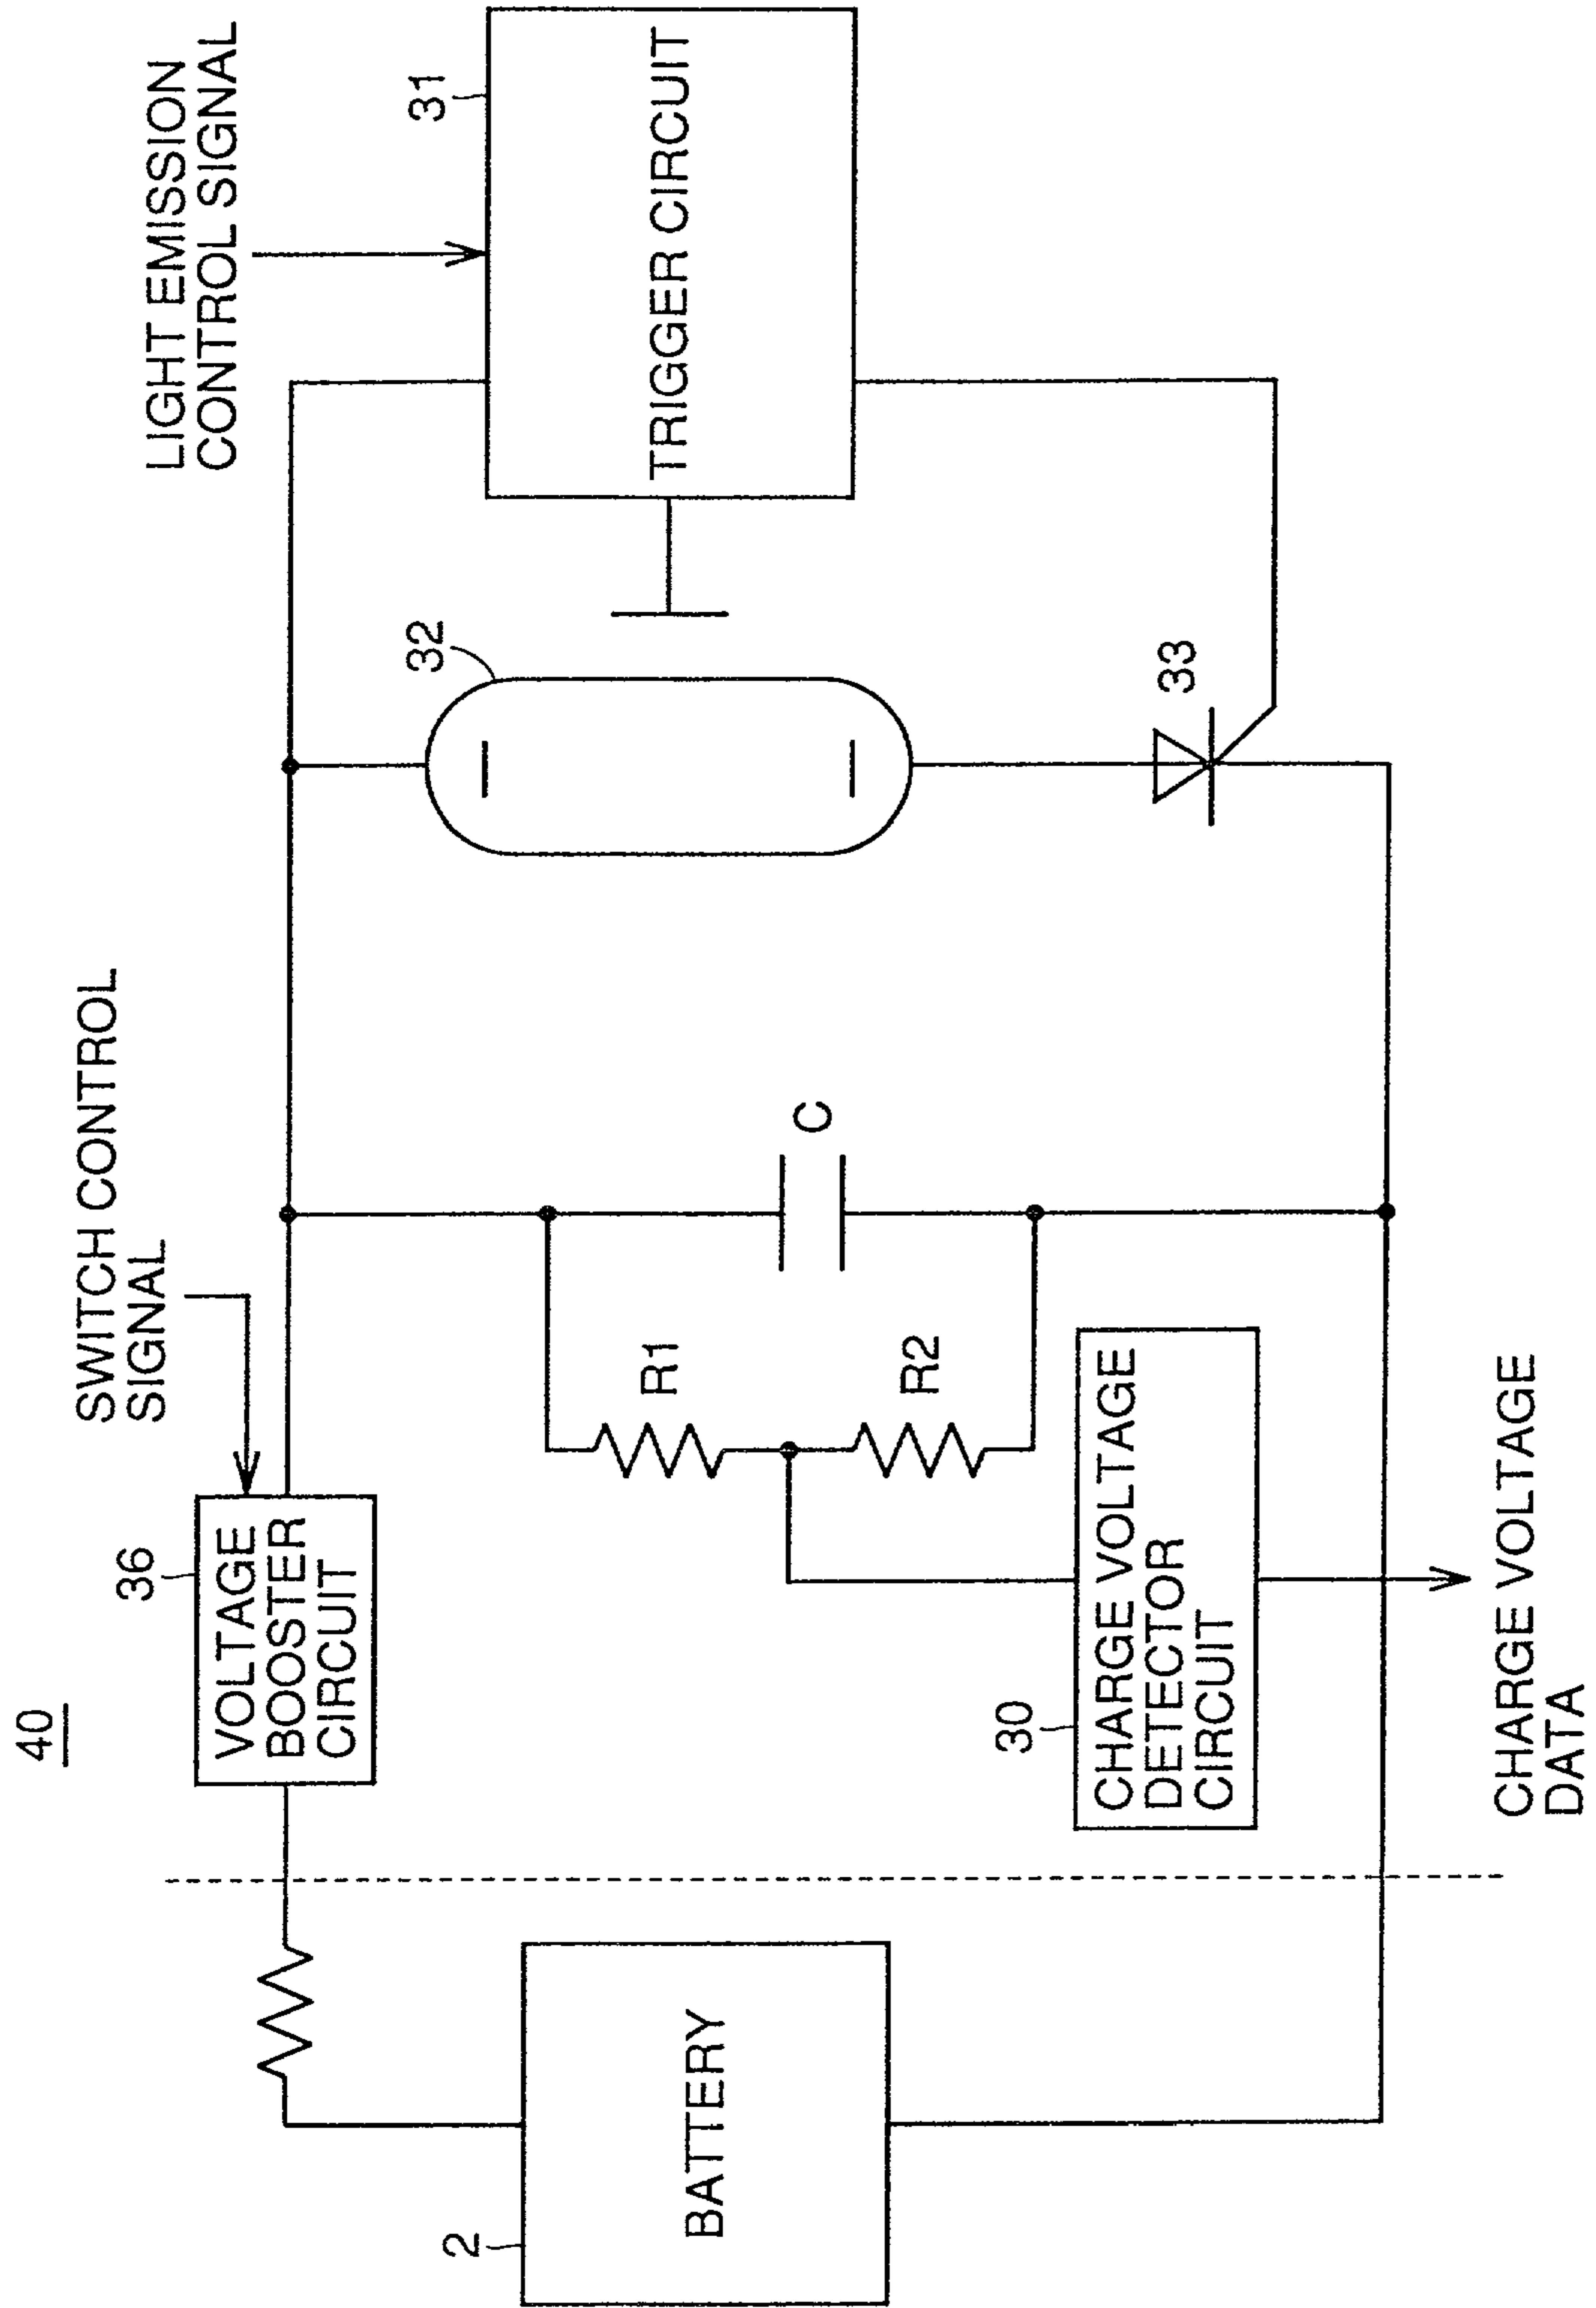 40
SWITCH CONTROL
SIGNAL
LIGHT EMISSION
CONTROL SIGNAL
36
VOLTAGE
BOOSTER
CIRCUIT
2
BATTERY
R1
R2
C
32
31
TRIGGER CIRCUIT
30
CHARGE VOLTAGE
DETECTOR
CIRCUIT
33
CHARGE VOLTAGE
DATA